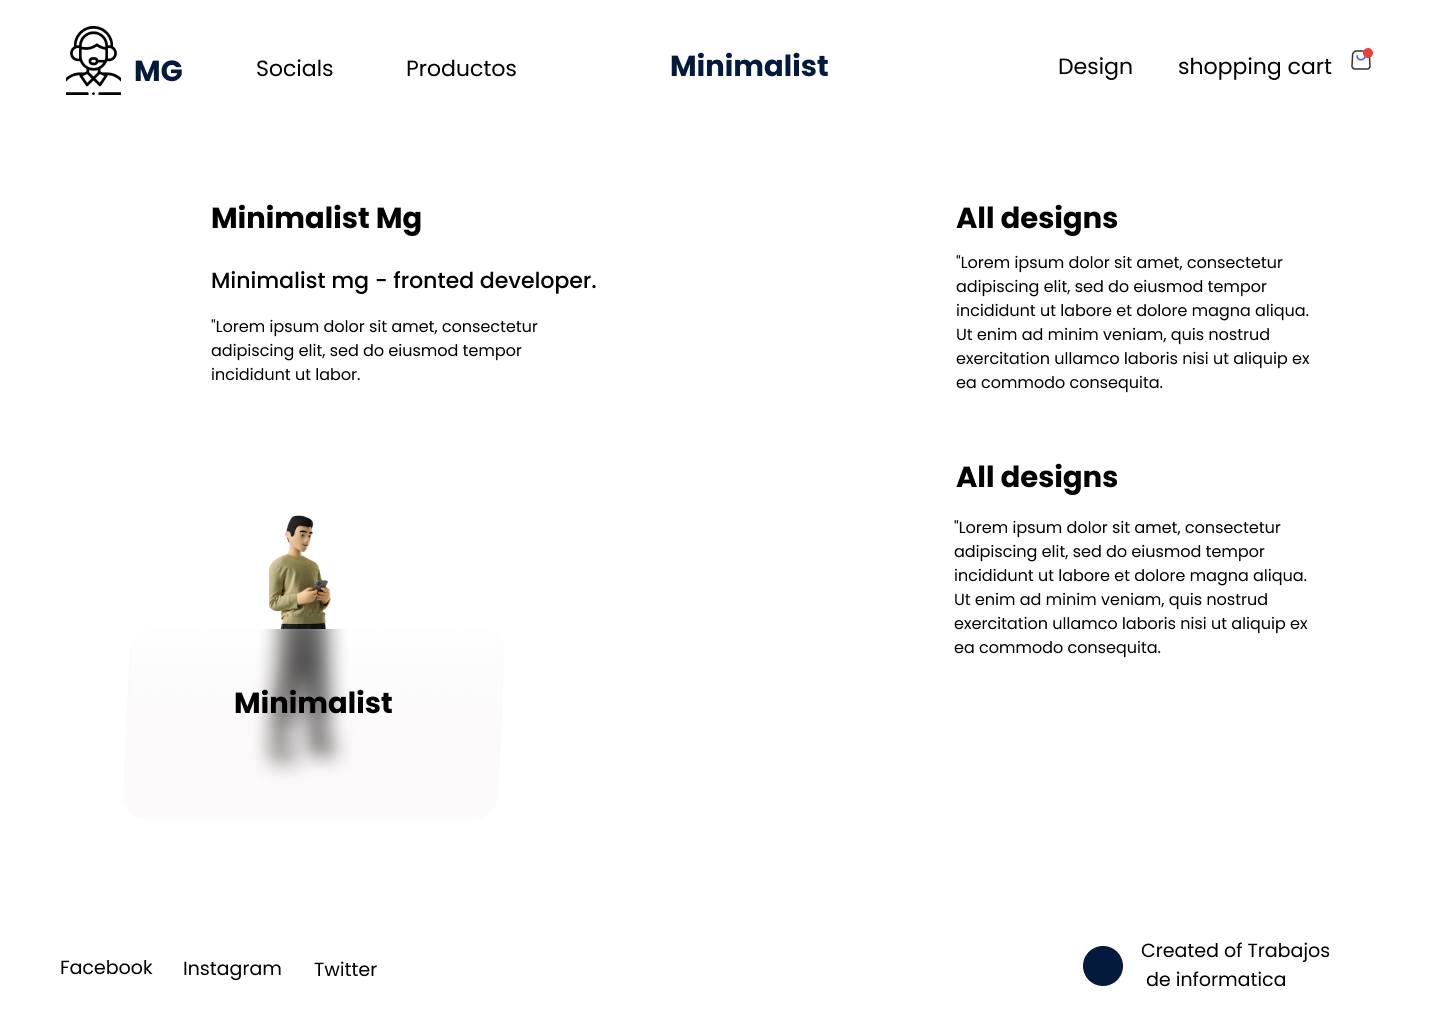 MG
Socials
Productos
Minimalist
Design
shopping cart
Minimalist Mg
Minimalist mg - fronted developer.
"Lorem ipsum dolor sit amet, consectetur
adipiscing elit, sed do eiusmod tempor
incididunt ut labor.
Minimalist
All designs
"Lorem ipsum dolor sit amet, consectetur
adipiscing elit, sed do eiusmod tempor
incididunt ut labore et dolore magna aliqua.
Ut enim ad minim veniam, quis nostrud
exercitation ullamco laboris nisi ut aliquip ex
ea commodo consequita.
All designs
"Lorem ipsum dolor sit amet, consectetur
adipiscing elit, sed do eiusmod tempor
incididunt ut labore et dolore magna aliqua.
Ut enim ad minim veniam, quis nostrud
exercitation ullamco laboris nisi ut aliquip ex
ea commodo consequita.
Facebook
Instagram
Twitter
Created of Trabajos
de informatica